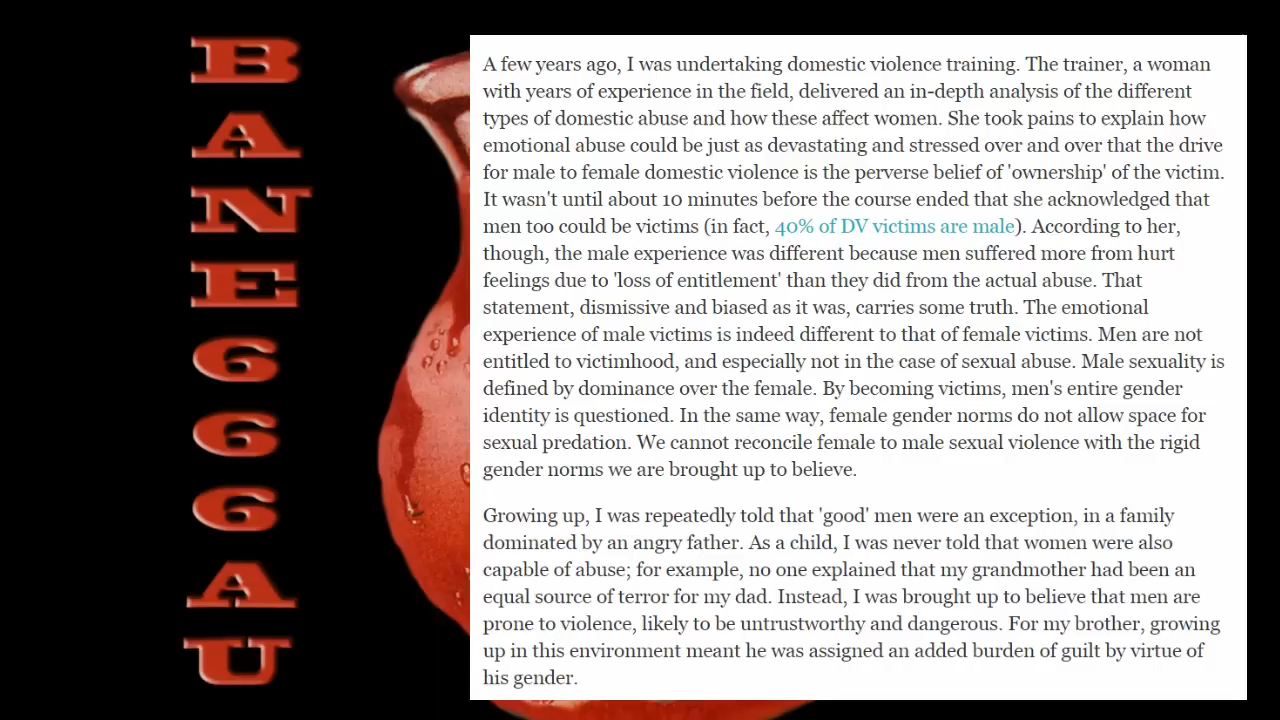 BANE666AU
A few years ago, I was undertaking domestic violence training. The trainer, a woman
with years of experience in the field, delivered an in-depth analysis of the different
types of domestic abuse and how these affect women. She took pains to explain how
emotional abuse could be just as devastating and stressed over and over that the drive
for male to female domestic violence is the perverse belief of 'ownership' of the victim.
It wasn't until about 10 minutes before the course ended that she acknowledged that
men too could be victims (in fact, 40% of DV victims are male). According to her,
though, the male experience was different because men suffered more from hurt
feelings due to 'loss of entitlement' than they did from the actual abuse. That
statement, dismissive and biased as it was, carries some truth. The emotional
experience of male victims is indeed different to that of female victims. Men are not
entitled to victimhood, and especially not in the case of sexual abuse. Male sexuality is
defined by dominance over the female. By becoming victims, men's entire gender
identity is questioned. In the same way, female gender norms do not allow space for
sexual predation. We cannot reconcile female to male sexual violence with the rigid
gender norms we are brought up to believe.
Growing up, I was repeatedly told that 'good' men were an exception, in a family
dominated by an angry father. As a child, I was never told that women were also
capable of abuse; for example, no one explained that my grandmother had been an
equal source of terror for my dad. Instead, I was brought up to believe that men are
prone to violence, likely to be untrustworthy and dangerous. For my brother, growing
up in this environment meant he was assigned an added burden of guilt by virtue of
his gender.